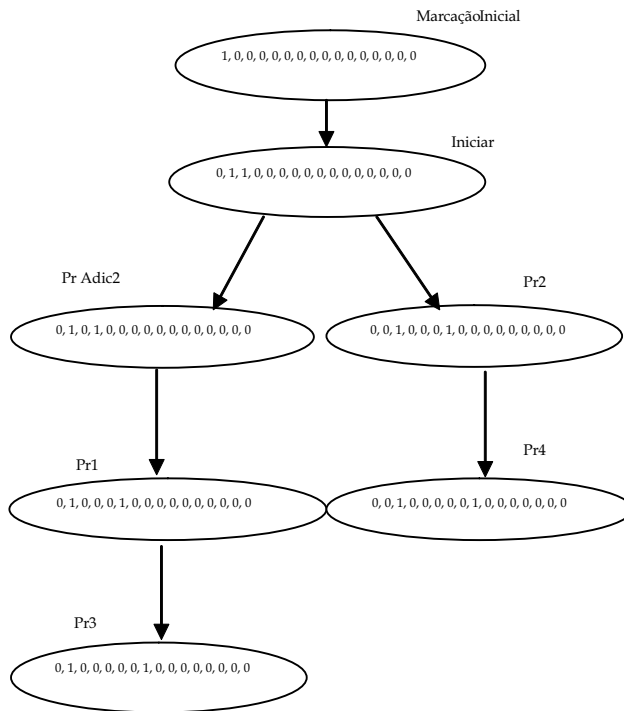 MarcaçãoInicial
1, 0, 0, 0, 0, 0, 0, 0, 0, 0, 0, 0, 0, 0, 0, 0
Iniciar
0, 1, 1, 0, 0, 0, 0, 0, 0, 0, 0, 0, 0, 0, 0, 0
Pr Adic2
Pr2
0, 1, 0, 1, 0, 0, 0, 0, 0, 0, 0, 0, 0, 0, 0, 0
0, 0, 1, 0, 0, 0, 1, 0, 0, 0, 0, 0, 0, 0, 0, 0
Pr1
Pr4
0, 1, 0, 0, 0, 1, 0, 0, 0, 0, 0, 0, 0, 0, 0, 0
0, 0, 1, 0, 0, 0, 0, 0, 1, 0, 0, 0, 0, 0, 0, 0
Pr3
0, 1, 0, 0, 0, 0, 0, 1, 0, 0, 0, 0, 0, 0, 0, 0